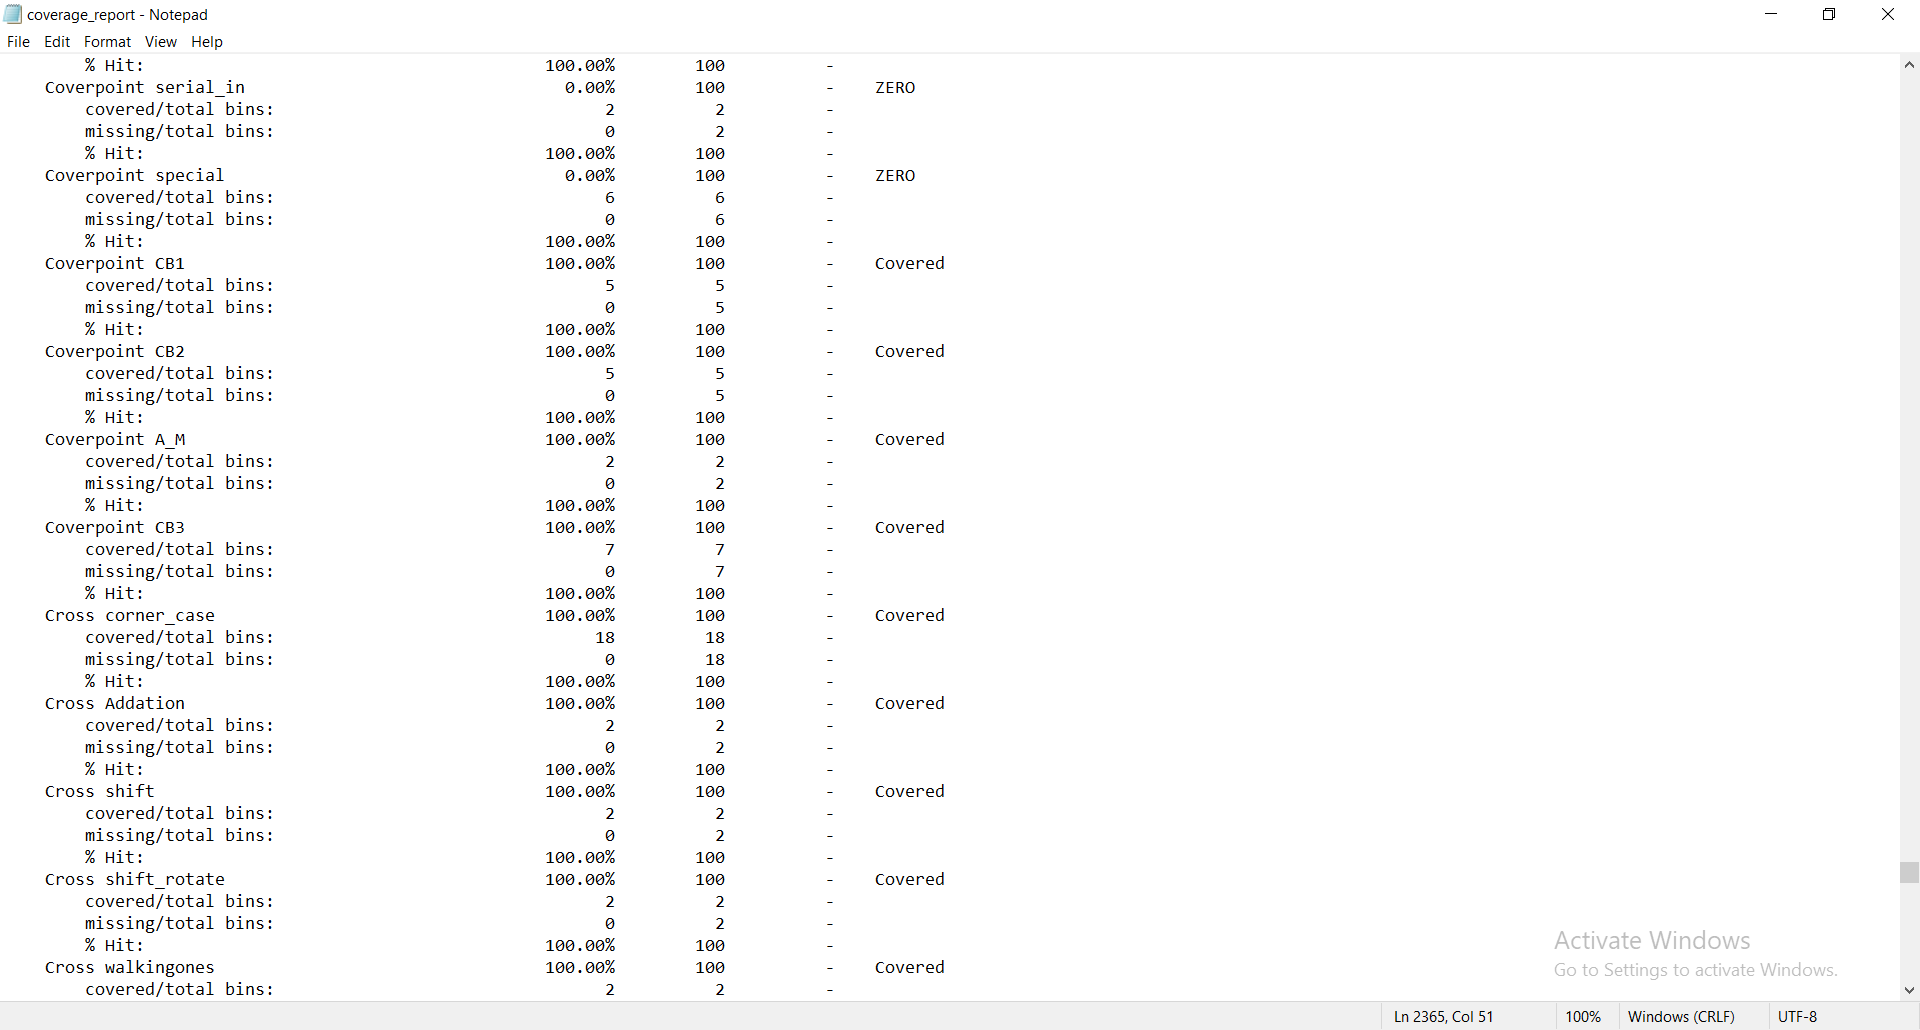 coverage_report - Notepad
File Edit Format View Help
% Hit: 100.00% 100 -
Coverpoint serial_in 0.00% 100 - ZERO
covered/total bins: 2 2 -
missing/total bins: 0 2 -
% Hit: 100.00% 100 -
Coverpoint special 0.00% 100 - ZERO
covered/total bins: 6 6 -
missing/total bins: 0 6 -
% Hit: 100.00% 100 -
Coverpoint CB1 100.00% 100 - Covered
covered/total bins: 5 5 -
missing/total bins: 0 5 -
% Hit: 100.00% 100 -
Coverpoint CB2 100.00% 100 - Covered
covered/total bins: 5 5 -
missing/total bins: 0 5 -
% Hit: 100.00% 100 -
Coverpoint A_M 100.00% 100 - Covered
covered/total bins: 2 2 -
missing/total bins: 0 2 -
% Hit: 100.00% 100 -
Coverpoint CB3 100.00% 100 - Covered
covered/total bins: 7 7 -
missing/total bins: 0 7 -
% Hit: 100.00% 100 -
Cross corner_case 100.00% 100 - Covered
covered/total bins: 18 18 -
missing/total bins: 0 18 -
% Hit: 100.00% 100 -
Cross Addation 100.00% 100 - Covered
covered/total bins: 2 2 -
missing/total bins: 0 2 -
% Hit: 100.00% 100 -
Cross shift 100.00% 100 - Covered
covered/total bins: 2 2 -
missing/total bins: 0 2 -
% Hit: 100.00% 100 -
Cross shift_rotate 100.00% 100 - Covered
covered/total bins: 2 2 -
missing/total bins: 0 2 -
% Hit: 100.00% 100 -
Cross walkingones 100.00% 100 - Covered
covered/total bins: 2 2 -
Activate Windows
Go to Settings to activate Windows.
Ln 2365, Col 51 100% Windows (CRLF) UTF-8